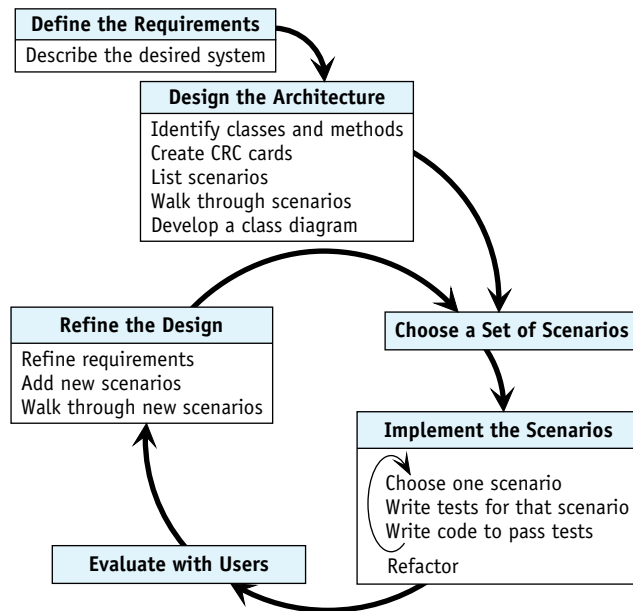 Define the Requirements
Describe the desired system
Design the Architecture
Identify classes and methods
Create CRC cards
List scenarios
Walk through scenarios
Develop a class diagram
Refine the Design
Refine requirements
Add new scenarios
Walk through new scenarios
Choose a Set of Scenarios
Implement the Scenarios
Choose one scenario
Write tests for that scenario
Write code to pass tests
Refactor
Evaluate with Users